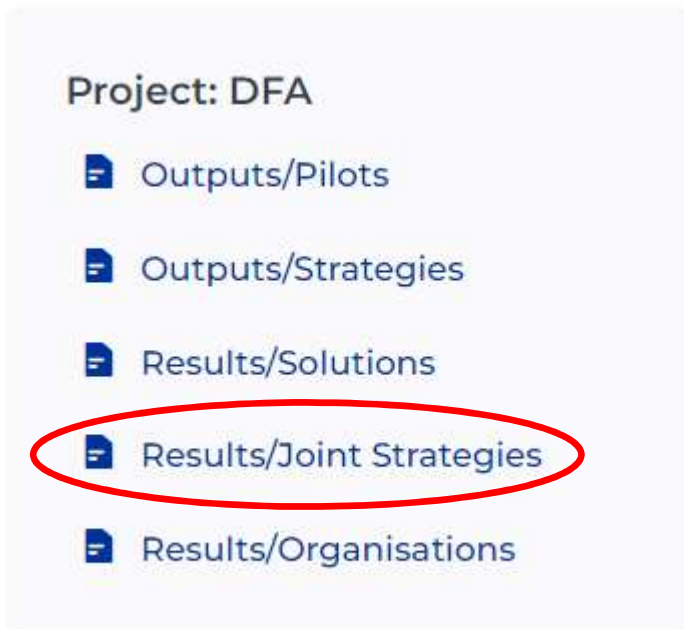 Project: DFA
Outputs/Pilots
Outputs/Strategies
Results/Solutions
Results/Joint Strategies
Results/Organisations